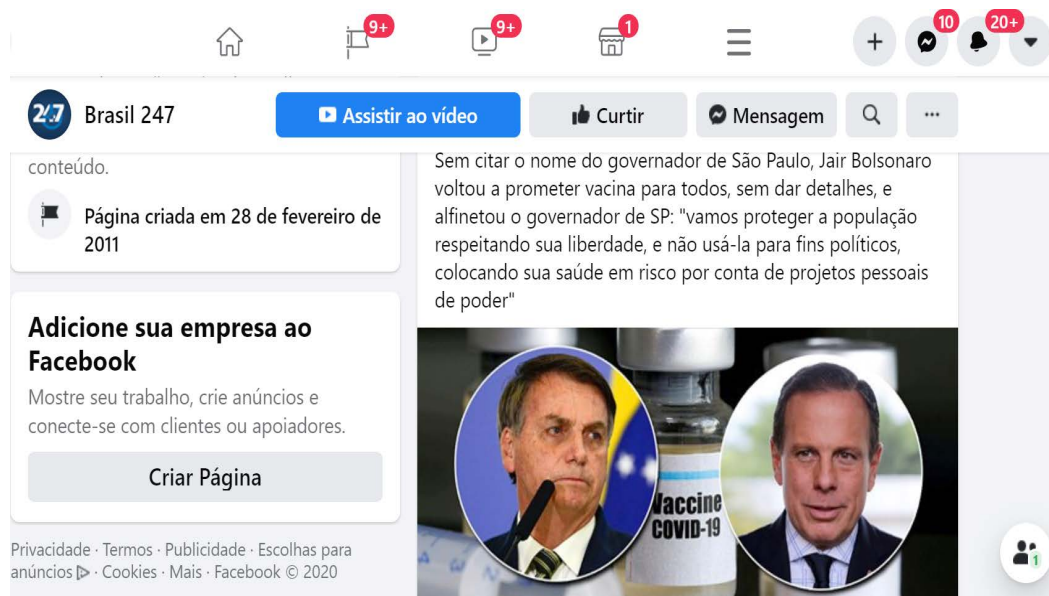 9+
9+
1
10
20+
247
Brasil 247
Assistir ao vídeo
Curtir
Mensagem
conteúdo.
Página criada em 28 de fevereiro de
2011
Adicione sua empresa ao
Facebook
Mostre seu trabalho, crie anúncios e
conecte-se com clientes ou apoiadores.
Criar Página
Privacidade · Termos · Publicidade · Escolhas para
anúncios · Cookies · Mais · Facebook © 2020
Sem citar o nome do governador de São Paulo, Jair Bolsonaro
voltou a prometer vacina para todos, sem dar detalhes, e
alfinetou o governador de SP: "vamos proteger a população
respeitando sua liberdade, e não usá-la para fins políticos,
colocando sua saúde em risco por conta de projetos pessoais
de poder"
Vaccine
COVID-19
1